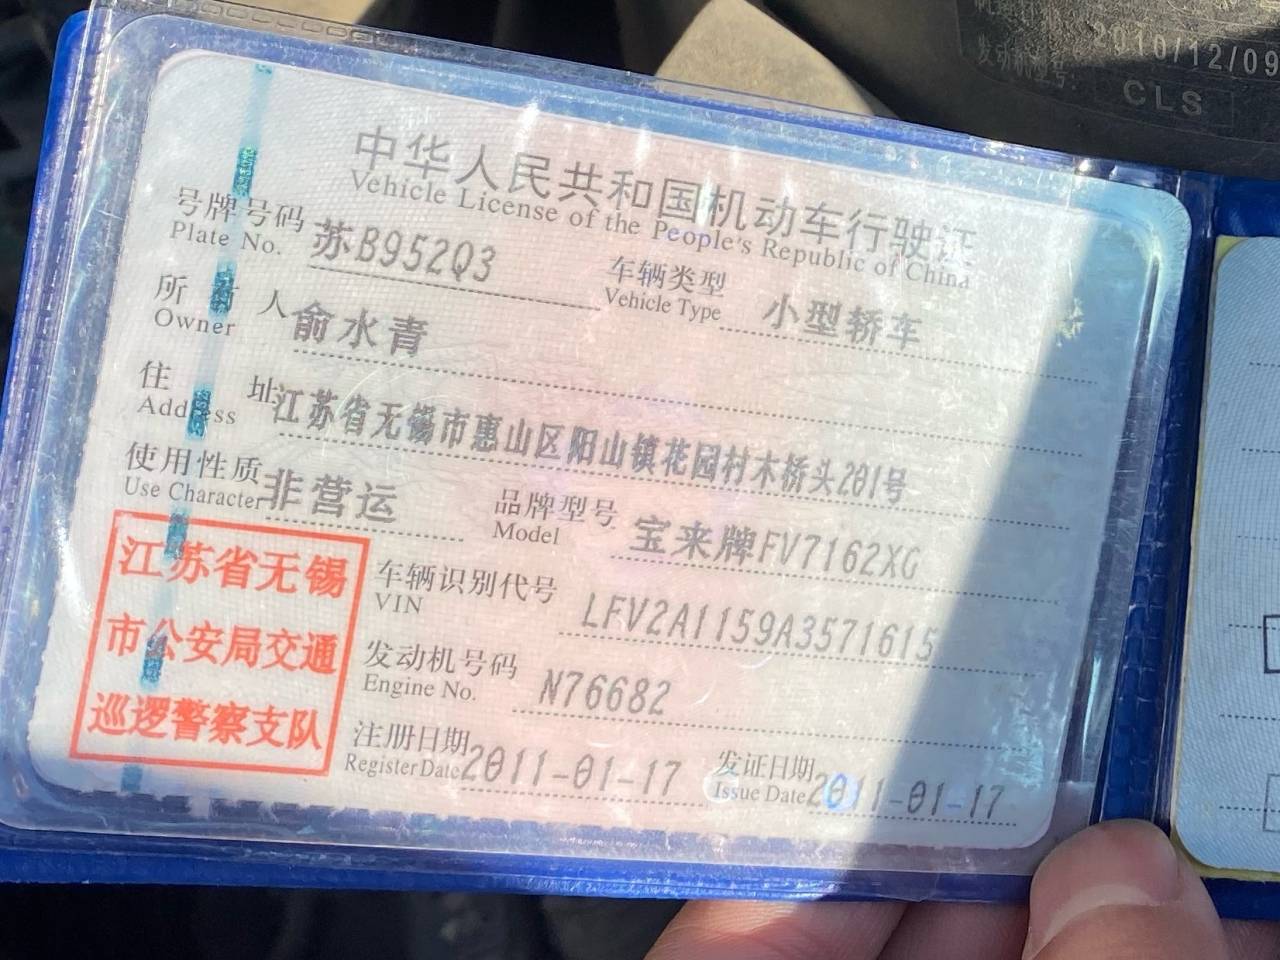 2010/12/09
发动机型号:
CLS
中华人民共和国机动车行驶证
Vehicle License of the People's Republic of China
号牌号码 苏B952Q3 车辆类型 小型轿车
Plate No. Vehicle Type
所有人 俞水青
Owner
住址 江苏省无锡市惠山区阳山镇花园村木桥头201号
Address
使用性质 非营运 品牌型号 宝来牌FV7162XG
Use Character Model
江苏省无锡
市公安局交通
巡逻警察支队
车辆识别代号 LFV2A1159A3571615
VIN
发动机号码 N76682
Engine No.
注册日期 2011-01-17 发证日期 2011-01-17
Register Date Issue Date